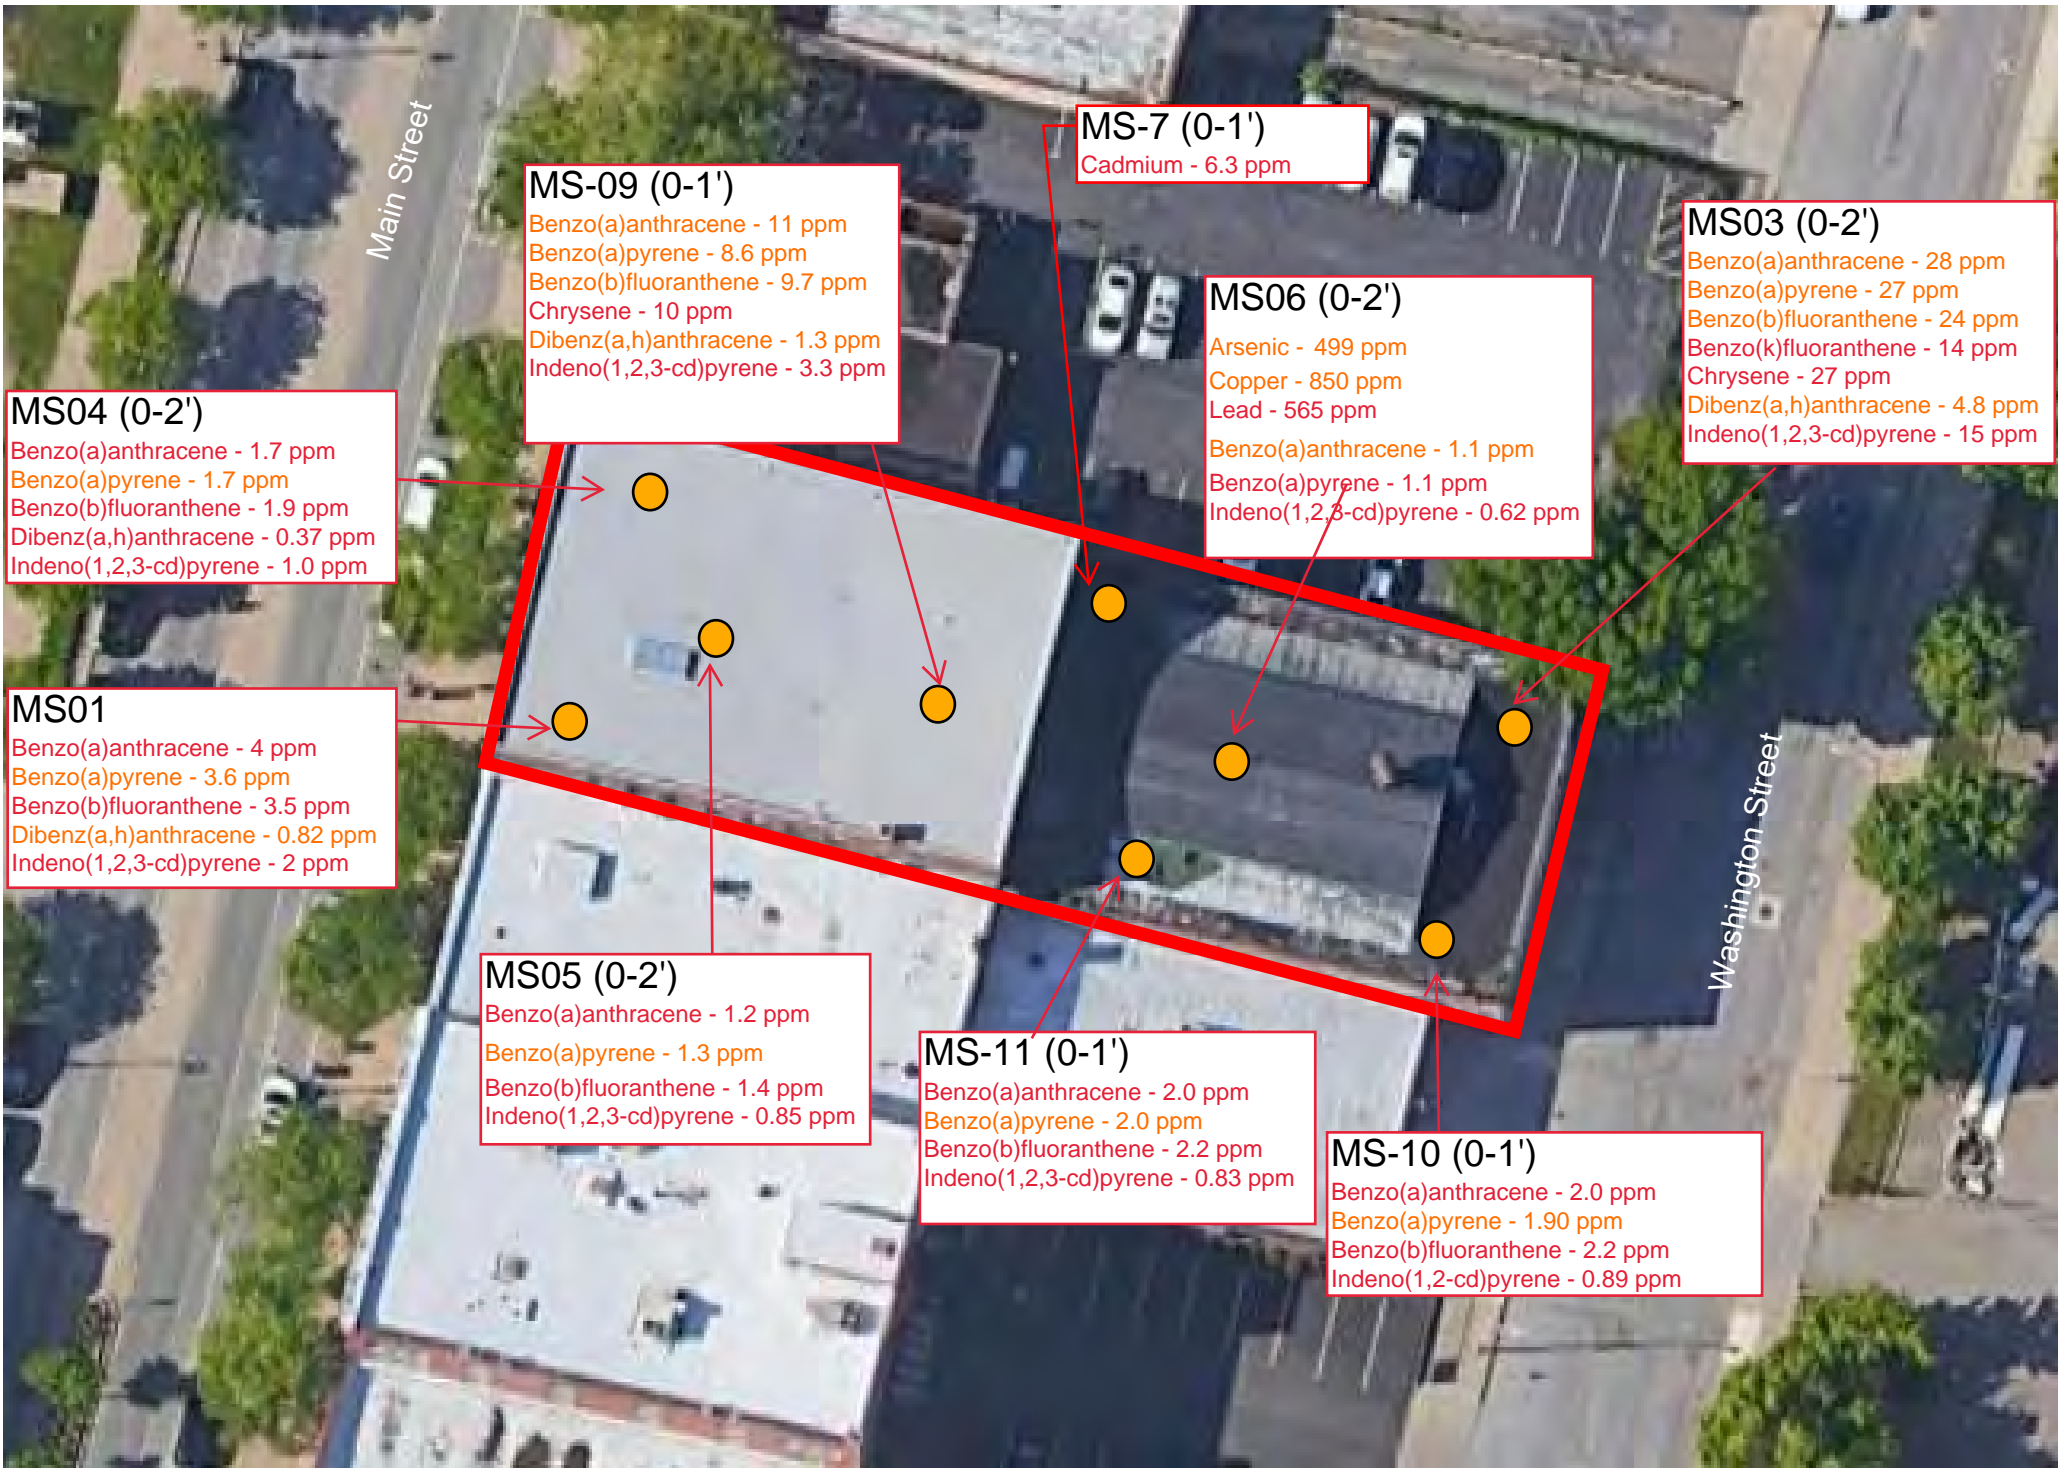 Main Street
MS-7 (0-1')
Cadmium - 6.3 ppm
MS-09 (0-1')
Benzo(a)anthracene - 11 ppm
Benzo(a)pyrene - 8.6 ppm
Benzo(b)fluoranthene - 9.7 ppm
Chrysene - 10 ppm
Dibenz(a,h)anthracene - 1.3 ppm
Indeno(1,2,3-cd)pyrene - 3.3 ppm
MS03 (0-2')
Benzo(a)anthracene - 28 ppm
Benzo(a)pyrene - 27 ppm
Benzo(b)fluoranthene - 24 ppm
Benzo(k)fluoranthene - 14 ppm
Chrysene - 27 ppm
Dibenz(a,h)anthracene - 4.8 ppm
Indeno(1,2,3-cd)pyrene - 15 ppm
MS06 (0-2')
Arsenic - 499 ppm
Copper - 850 ppm
Lead - 565 ppm
Benzo(a)anthracene - 1.1 ppm
Benzo(a)pyrene - 1.1 ppm
Indeno(1,2,3-cd)pyrene - 0.62 ppm
MS04 (0-2')
Benzo(a)anthracene - 1.7 ppm
Benzo(a)pyrene - 1.7 ppm
Benzo(b)fluoranthene - 1.9 ppm
Dibenz(a,h)anthracene - 0.37 ppm
Indeno(1,2,3-cd)pyrene - 1.0 ppm
MS01
Benzo(a)anthracene - 4 ppm
Benzo(a)pyrene - 3.6 ppm
Benzo(b)fluoranthene - 3.5 ppm
Dibenz(a,h)anthracene - 0.82 ppm
Indeno(1,2,3-cd)pyrene - 2 ppm
Washington Street
MS05 (0-2')
Benzo(a)anthracene - 1.2 ppm
Benzo(a)pyrene - 1.3 ppm
Benzo(b)fluoranthene - 1.4 ppm
Indeno(1,2,3-cd)pyrene - 0.85 ppm
MS-11 (0-1')
Benzo(a)anthracene - 2.0 ppm
Benzo(a)pyrene - 2.0 ppm
Benzo(b)fluoranthene - 2.2 ppm
Indeno(1,2,3-cd)pyrene - 0.83 ppm
MS-10 (0-1')
Benzo(a)anthracene - 2.0 ppm
Benzo(a)pyrene - 1.90 ppm
Benzo(b)fluoranthene - 2.2 ppm
Indeno(1,2-cd)pyrene - 0.89 ppm